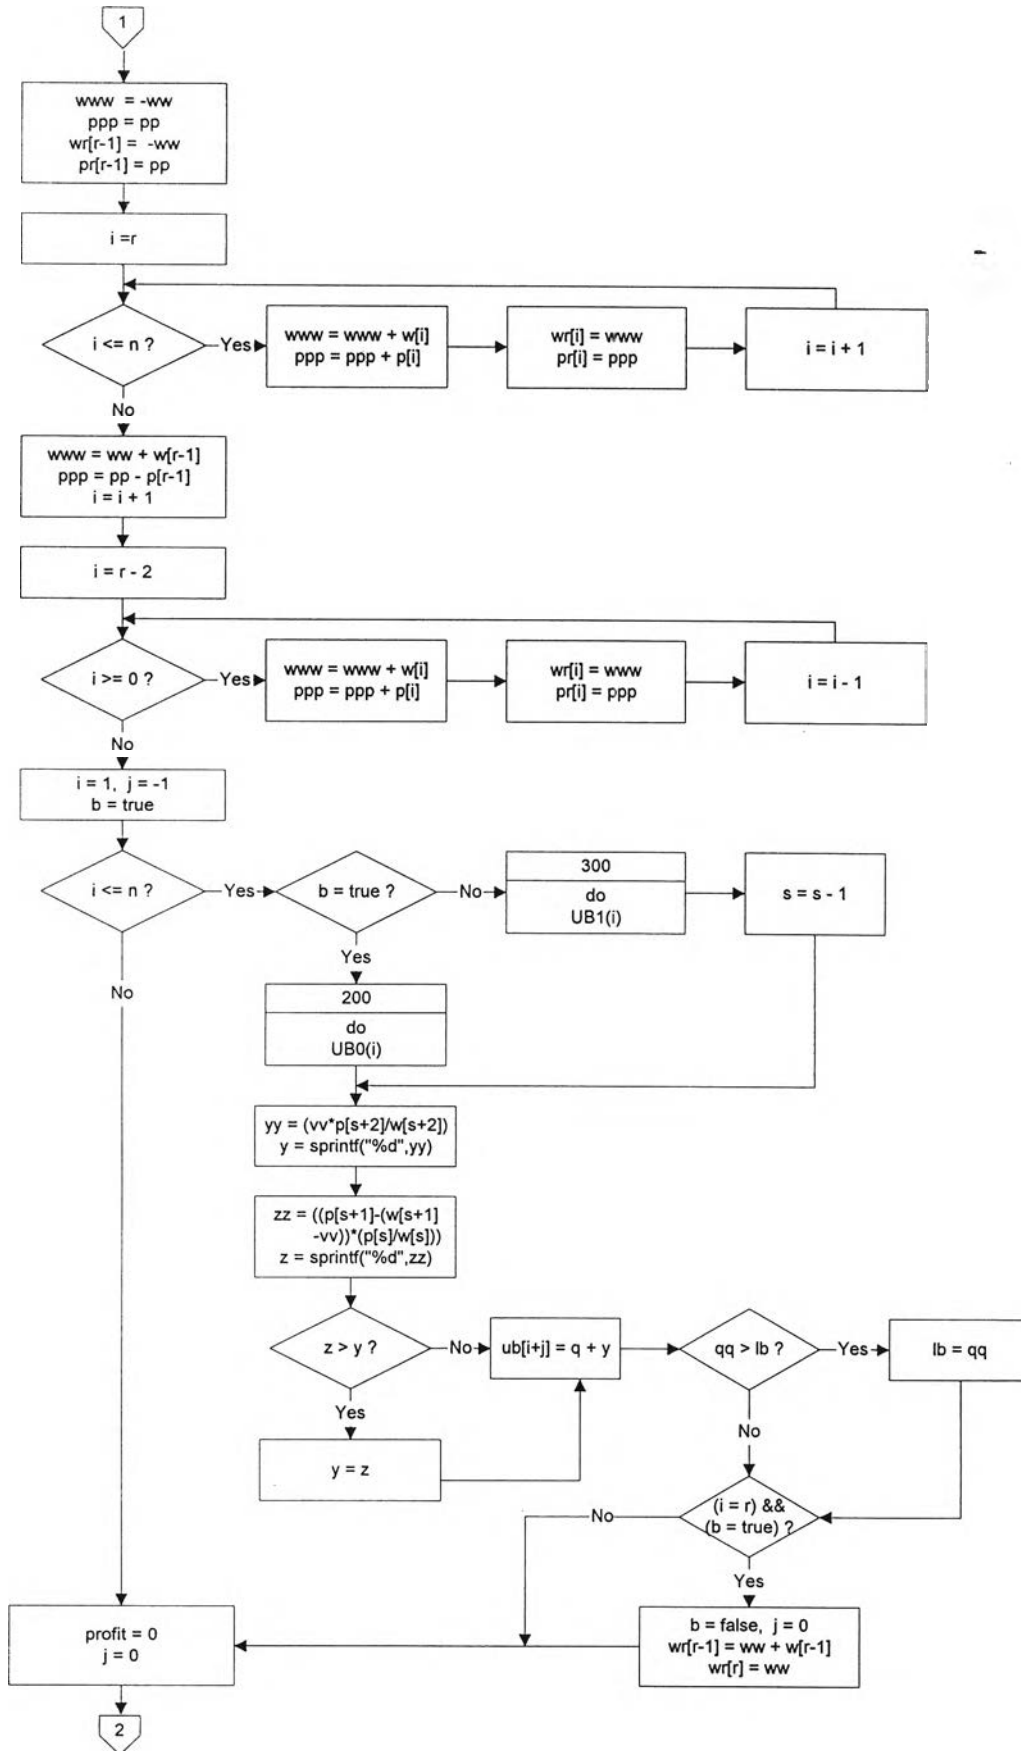 1
www = -ww
ppp = pp
wr[r-1] = -ww
pr[r-1] = pp
i =r
i <= n ?
Yes
www = www + w[i]
ppp = ppp + p[i]
wr[i] = www
pr[i] = ppp
i = i + 1
No
www = ww + w[r-1]
ppp = pp - p[r-1]
i = i + 1
i = r - 2
i >= 0 ?
Yes
www = www + w[i]
ppp = ppp + p[i]
wr[i] = www
pr[i] = ppp
i = i - 1
No
i = 1, j = -1
b = true
i <= n ?
Yes
b = true ?
No
300
do
UB1(i)
s = s - 1
Yes
No
200
do
UB0(i)
yy = (vv*p[s+2]/w[s+2])
y = sprintf("%d",yy)
zz = ((p[s+1]-(w[s+1]
-vv))*(p[s]/w[s]))
z = sprintf("%d",zz)
z > y ?
No
ub[i+j] = q + y
qq > lb ?
Yes
lb = qq
Yes
No
y = z
(i = r) &&
(b = true) ?
No
Yes
b = false, j = 0
wr[r-1] = ww + w[r-1]
wr[r] = ww
profit = 0
j = 0
2